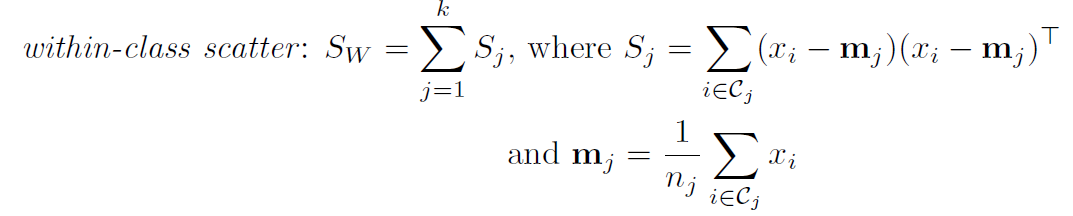 within-class scatter: $S_W = \sum_{j=1}^{k} S_j$, where $S_j = \sum_{i \in \mathcal{C}_j} (x_i - \mathbf{m}_j)(x_i - \mathbf{m}_j)^\top$
and $\mathbf{m}_j = \frac{1}{n_j} \sum_{i \in \mathcal{C}_j} x_i$